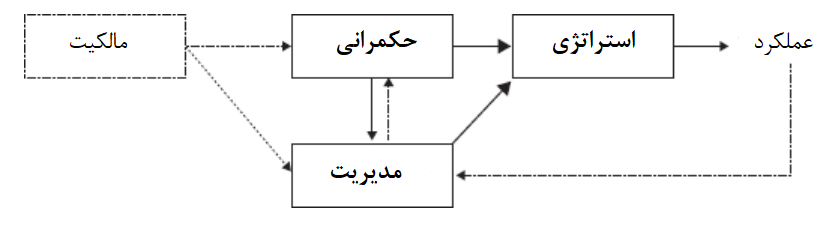 مالکیت
حکمرانی
استراتژی
عملکرد
مدیریت